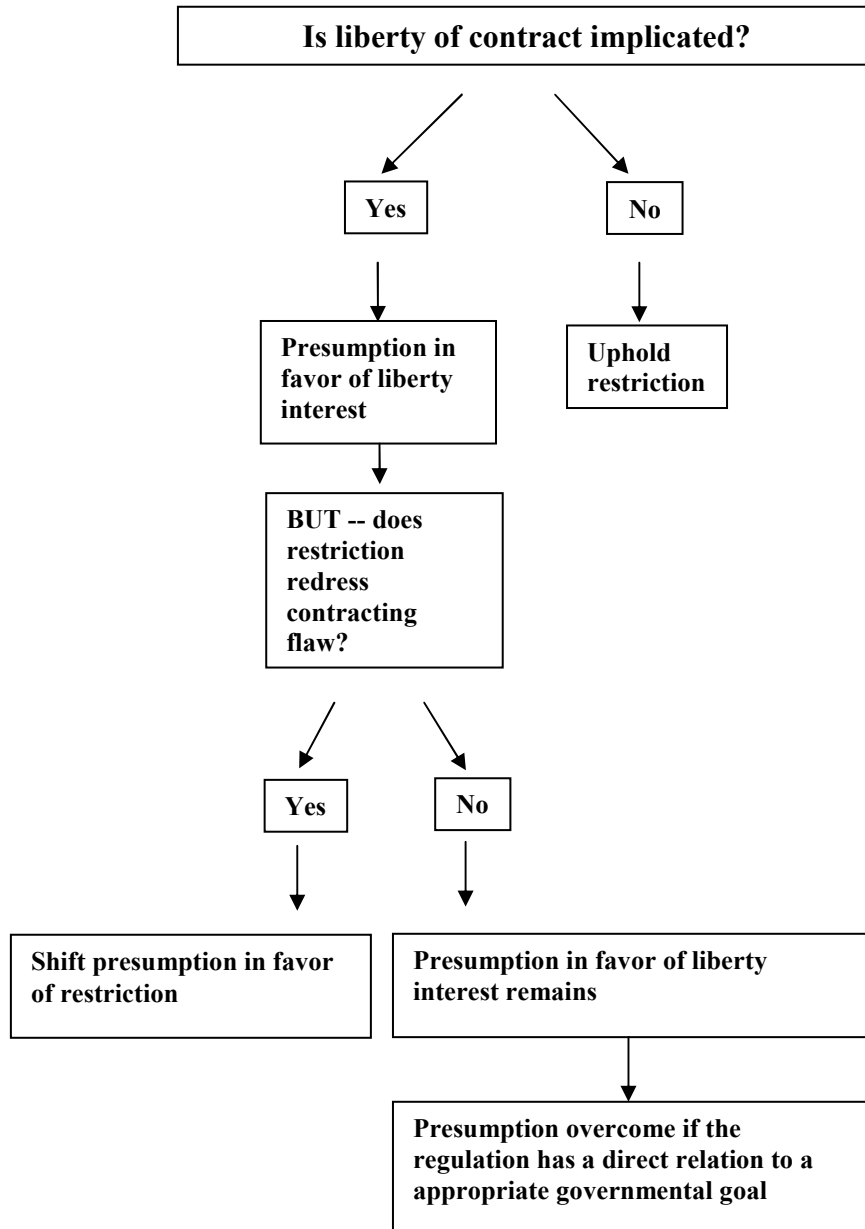 Is liberty of contract implicated?
Yes
No
Presumption in
favor of liberty
interest
Uphold
restriction
BUT -- does
restriction
redress
contracting
flaw?
Yes
No
Shift presumption in favor
of restriction
Presumption in favor of liberty
interest remains
Presumption overcome if the
regulation has a direct relation to a
appropriate governmental goal